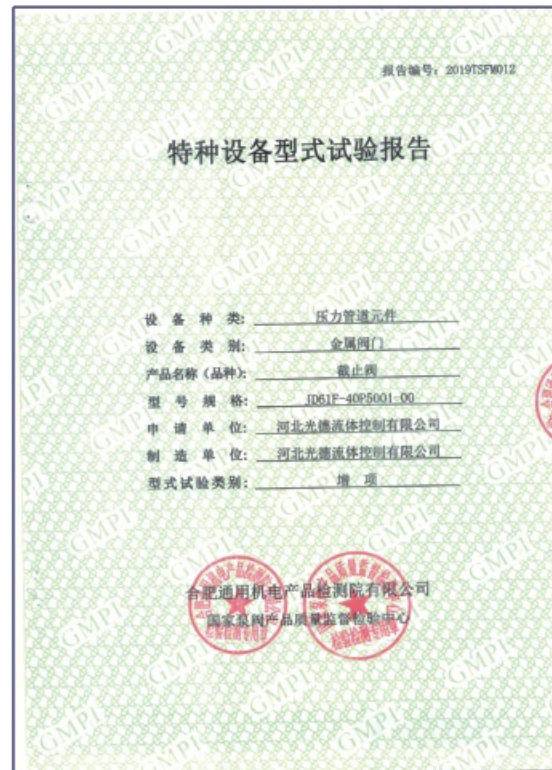 报告编号：2019TSFM012
特种设备型式试验报告
设备种类：压力管道元件
设备类别：金属阀门
产品名称（品种）：截止阀
型号规格：JD61F-40P5001-00
申请单位：河北光德流体控制有限公司
制造单位：河北光德流体控制有限公司
型式试验类别：增 项
合肥通用机电产品检测院有限公司
国家泵阀产品质量监督检验中心
GMPI